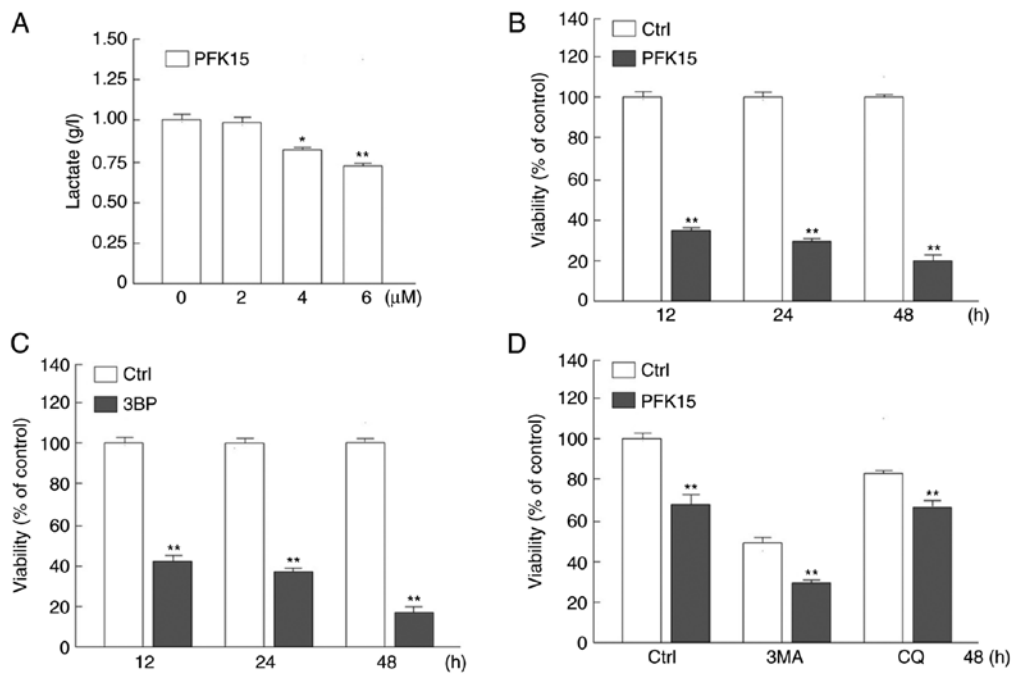 A
1.50
1.25
1.00
0.75
0.50
0.25
0
Lactate (g/l)
PFK15
*
**
0 2 4 6 (μM)
B
140
120
100
80
60
40
20
0
Viability (% of control)
Ctrl
PFK15
**
**
**
12 24 48 (h)
C
140
120
100
80
60
40
20
0
Viability (% of control)
Ctrl
3BP
**
**
**
12 24 48 (h)
D
140
120
100
80
60
40
20
0
Viability (% of control)
Ctrl
PFK15
**
**
**
Ctrl 3MA CQ 48 (h)